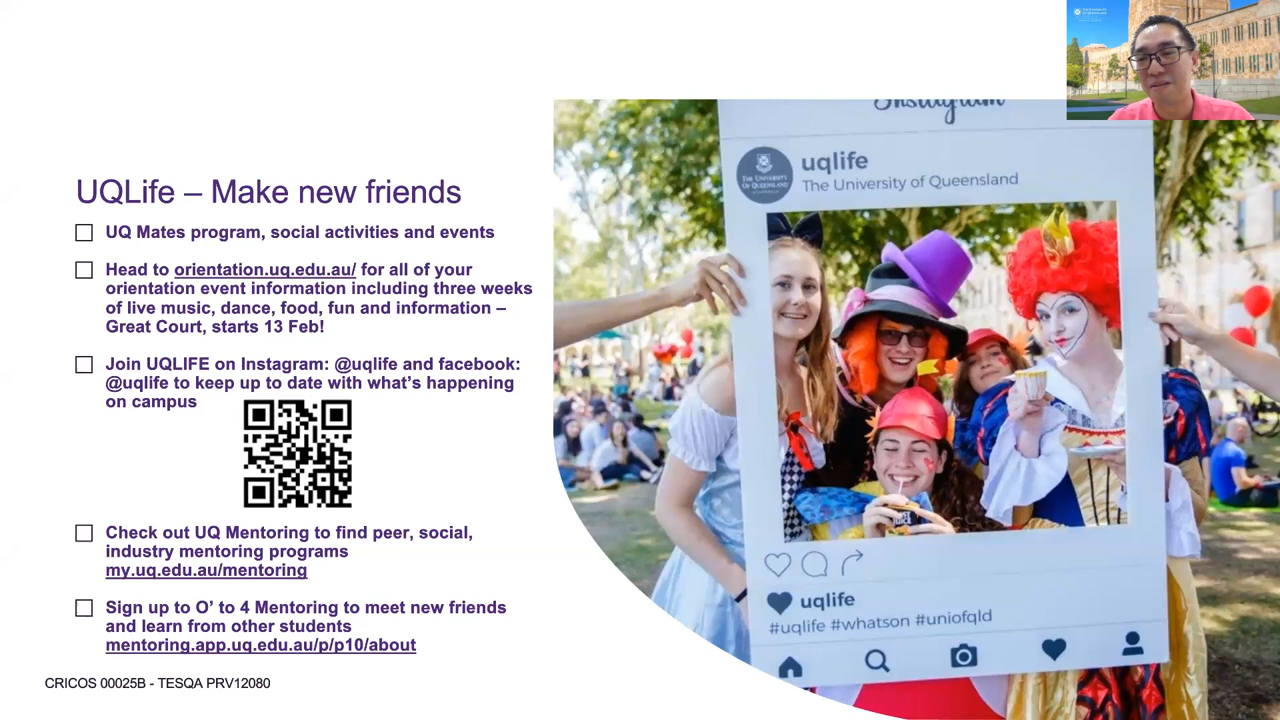 UQLife – Make new friends
UQ Mates program, social activities and events
Head to orientation.uq.edu.au/ for all of your
orientation event information including three weeks
of live music, dance, food, fun and information –
Great Court, starts 13 Feb!
Join UQLIFE on Instagram: @uqlife and facebook:
@uqlife to keep up to date with what’s happening
on campus
Check out UQ Mentoring to find peer, social,
industry mentoring programs
my.uq.edu.au/mentoring
Sign up to O’ to 4 Mentoring to meet new friends
and learn from other students
mentoring.app.uq.edu.au/p/p10/about
CRICOS 00025B - TESQA PRV12080
Instagram
THE UNIVERSITY
OF QUEENSLAND
uqlife
The University of Queensland
uqlife
#uqlife #whatson #uniofqld